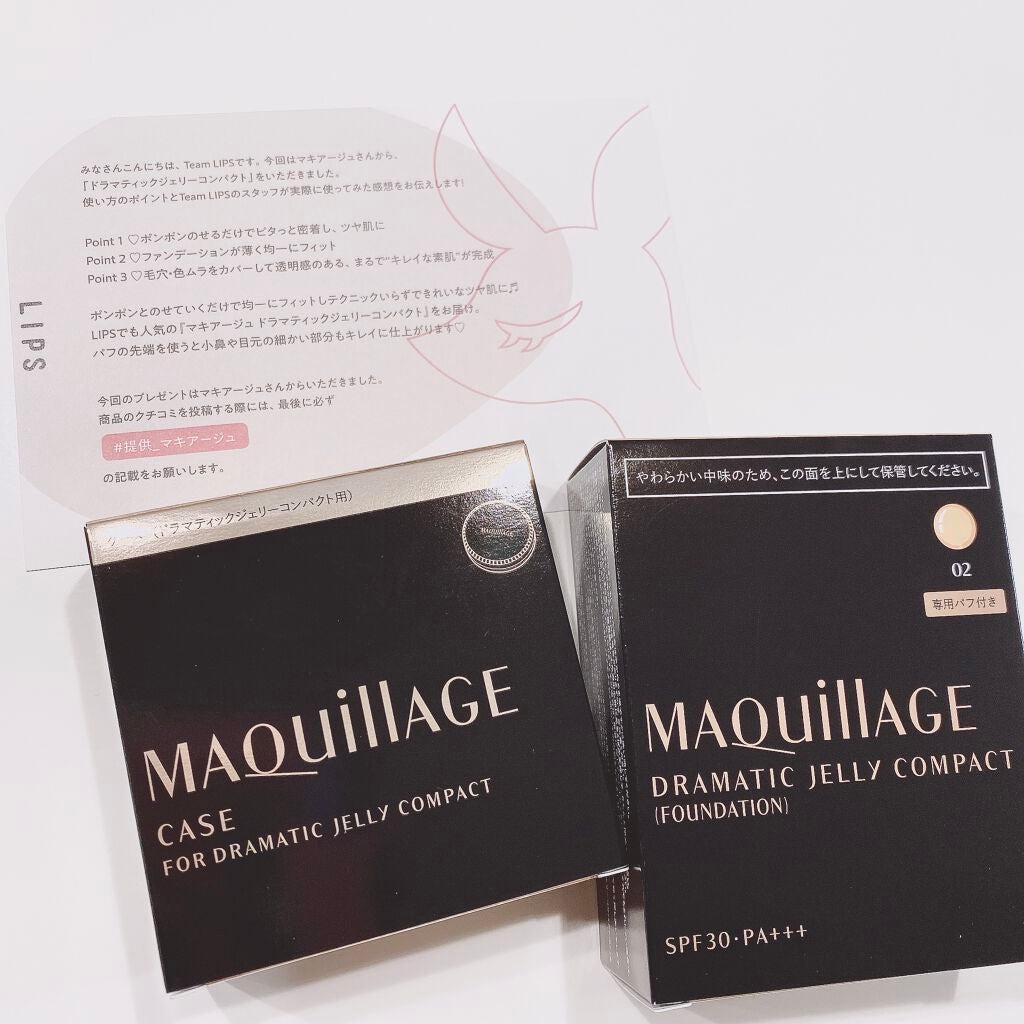 みなさんこんにちは、Team LIPSです。今回はマキアージュさんから、
『ドラマティックジェリーコンパクト』をいただきました。
使い方のポイントとTeam LIPSのスタッフが実際に使ってみた感想をお伝えします!
Point 1 ♡ポンポンのせるだけでピタっと密着し、ツヤ肌に
Point 2 ♡ファンデーションが薄く均一にフィット
Point 3 ♡毛穴・色ムラをカバーして透明感のある、まるで“キレイな素肌”が完成
ポンポンとのせていくだけで均一にフィットしテクニックいらずできれいなツヤ肌に♬
LIPSでも人気の『マキアージュ ドラマティックジェリーコンパクト』をお届け。
パフの先端を使うと小鼻や目元の細かい部分もキレイに仕上がります♡
今回のプレゼントはマキアージュさんからいただきました。
商品のクチコミを投稿する際には、最後に必ず
#提供_マキアージュ
の記載をお願いします。
LIPS
(ドラマティックジェリーコンパクト用)
MAQuillAGE
MAQuillAGE
CASE
FOR DRAMATIC JELLY COMPACT
やわらかい中味のため、この面を上にして保管してください。
02
専用パフ付き
MAQuillAGE
DRAMATIC JELLY COMPACT
(FOUNDATION)
SPF30・PA+++